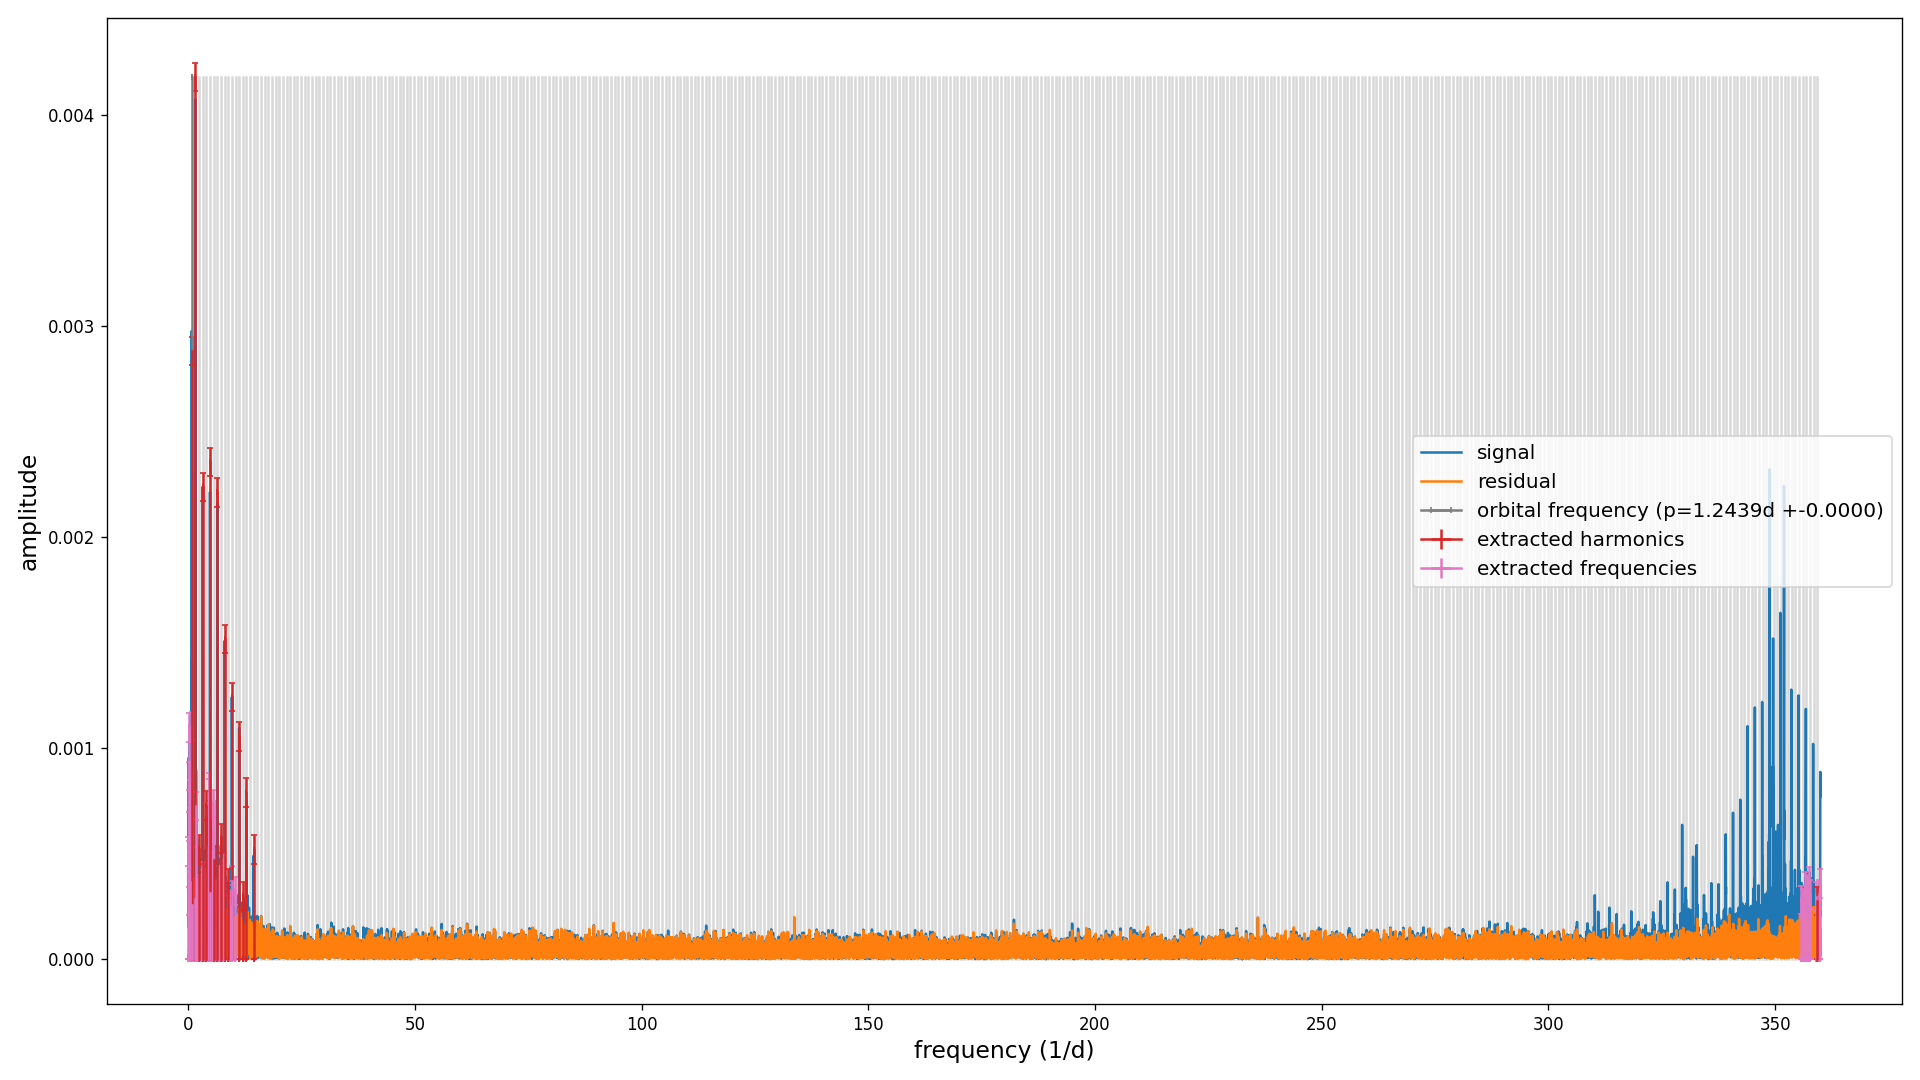 0.004
0.003
0.002
0.001
0.000
amplitude
signal
residual
orbital frequency (p=1.2439d +-0.0000)
extracted harmonics
extracted frequencies
0 50 100 150 200 250 300 350
frequency (1/d)